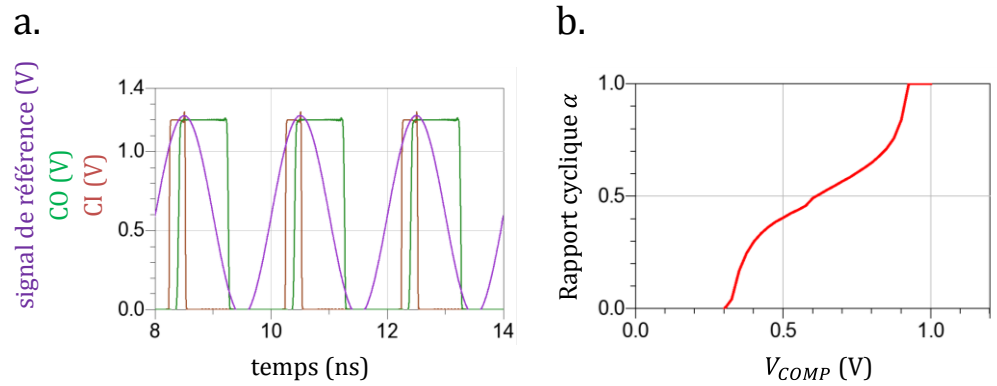 a.
signal de référence (V)
CO (V)
CI (V)
1.4
1.0
0.5
0.0
8
10
12
14
temps (ns)
b.
Rapport cyclique α
1.0
0.5
0.0
0.0
0.5
1.0
V_COMP (V)